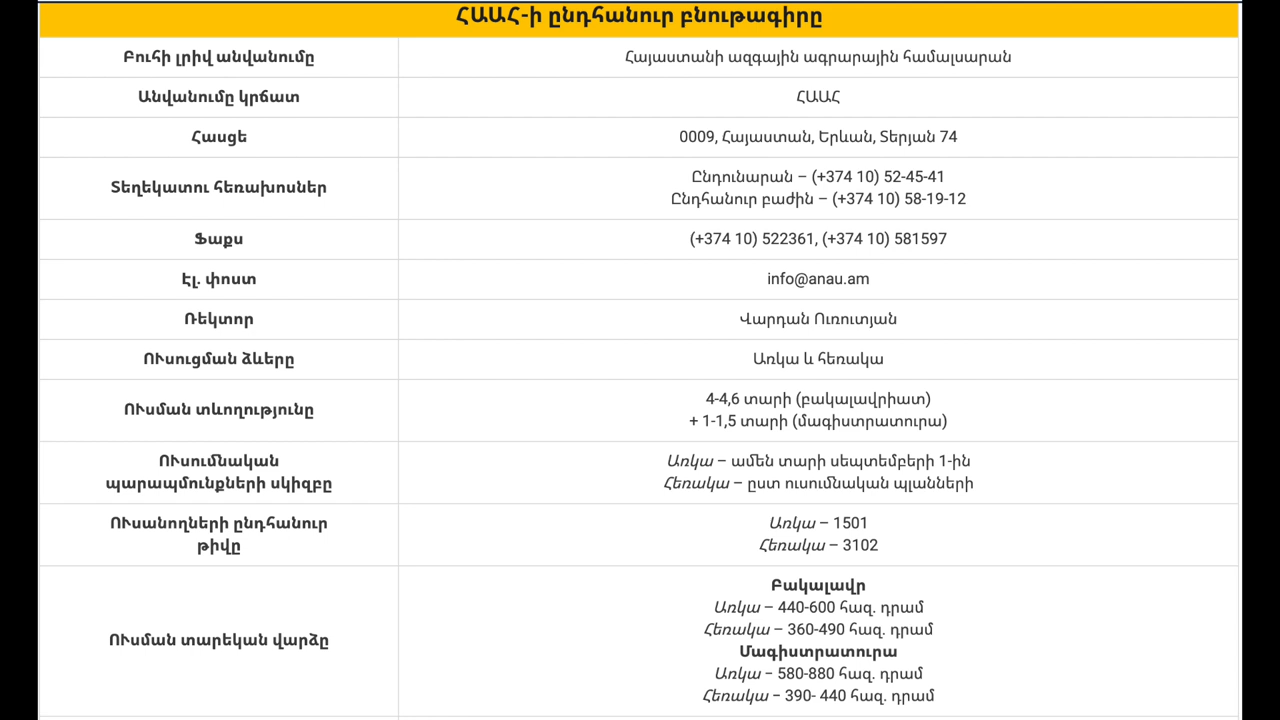 ՀԱԱՀ-ի ընդհանուր բնութագիրը
Բուհի լրիվ անվանումը
Հայաստանի ազգային ագրարային համալսարան
Անվանումը կրճատ
ՀԱԱՀ
Հասցե
0009, Հայաստան, Երևան, Տերյան 74
Տեղեկատու հեռախոսներ
Ընդունարան – (+374 10) 52-45-41
Ընդհանուր բաժին – (+374 10) 58-19-12
Ֆաքս
(+374 10) 522361, (+374 10) 581597
Էլ. փոստ
info@anau.am
Ռեկտոր
Վարդան Ուռուտյան
ՈՒսուցման ձևերը
Առկա և հեռակա
ՈՒսման տևողությունը
4-4,6 տարի (բակալավրիատ)
+ 1-1,5 տարի (մագիստրատուրա)
ՈՒսումնական
պարապմունքների սկիզբը
Առկա – ամեն տարի սեպտեմբերի 1-ին
Հեռակա – ըստ ուսումնական պլանների
ՈՒսանողների ընդհանուր
թիվը
Առկա – 1501
Հեռակա – 3102
ՈՒսման տարեկան վարձը
Բակալավր
Առկա – 440-600 հազ. դրամ
Հեռակա – 360-490 հազ. դրամ
Մագիստրատուրա
Առկա – 580-880 հազ. դրամ
Հեռակա – 390- 440 հազ. դրամ